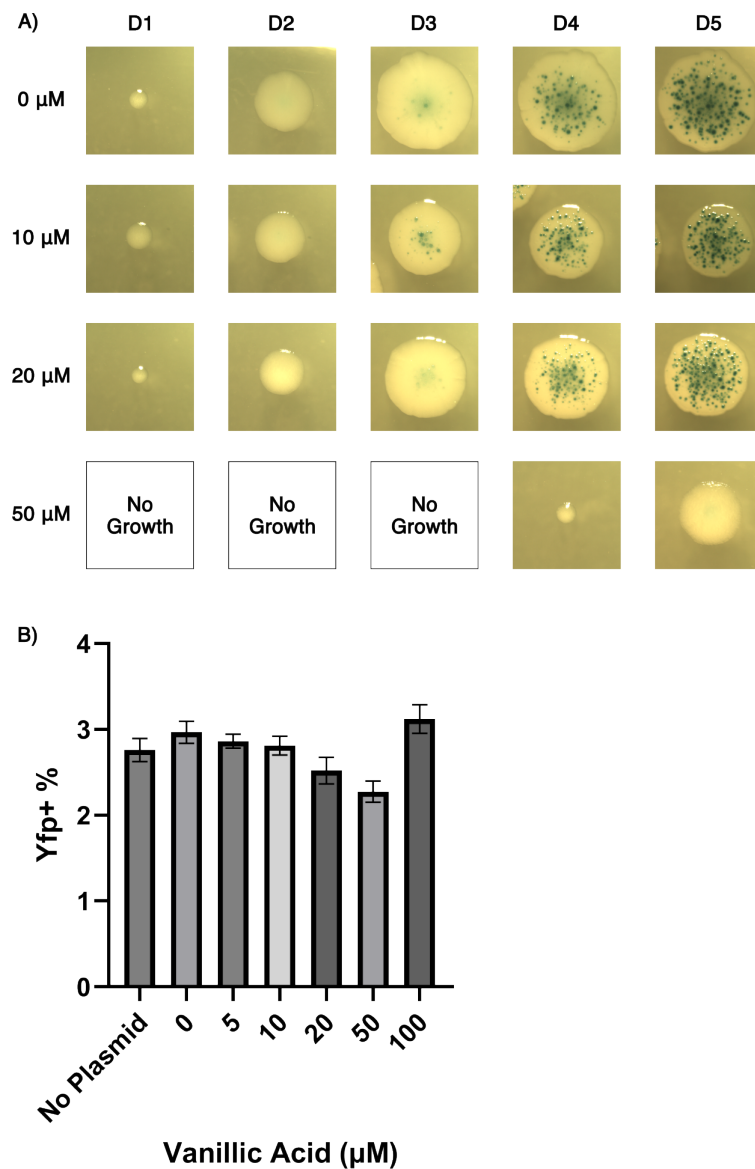 A)
D1 D2 D3 D4 D5
0 µM
10 µM
20 µM
50 µM
No
Growth
No
Growth
No
Growth
B)
4
3
2
1
0
Yfp+ %
No Plasmid 0 5 10 20 50 100
Vanillic Acid (µM)